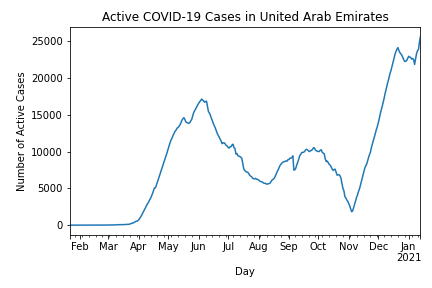 Active COVID-19 Cases in United Arab Emirates
Number of Active Cases
25000
20000
15000
10000
5000
0
Feb Mar Apr May Jun Jul Aug Sep Oct Nov Dec Jan
2021
Day